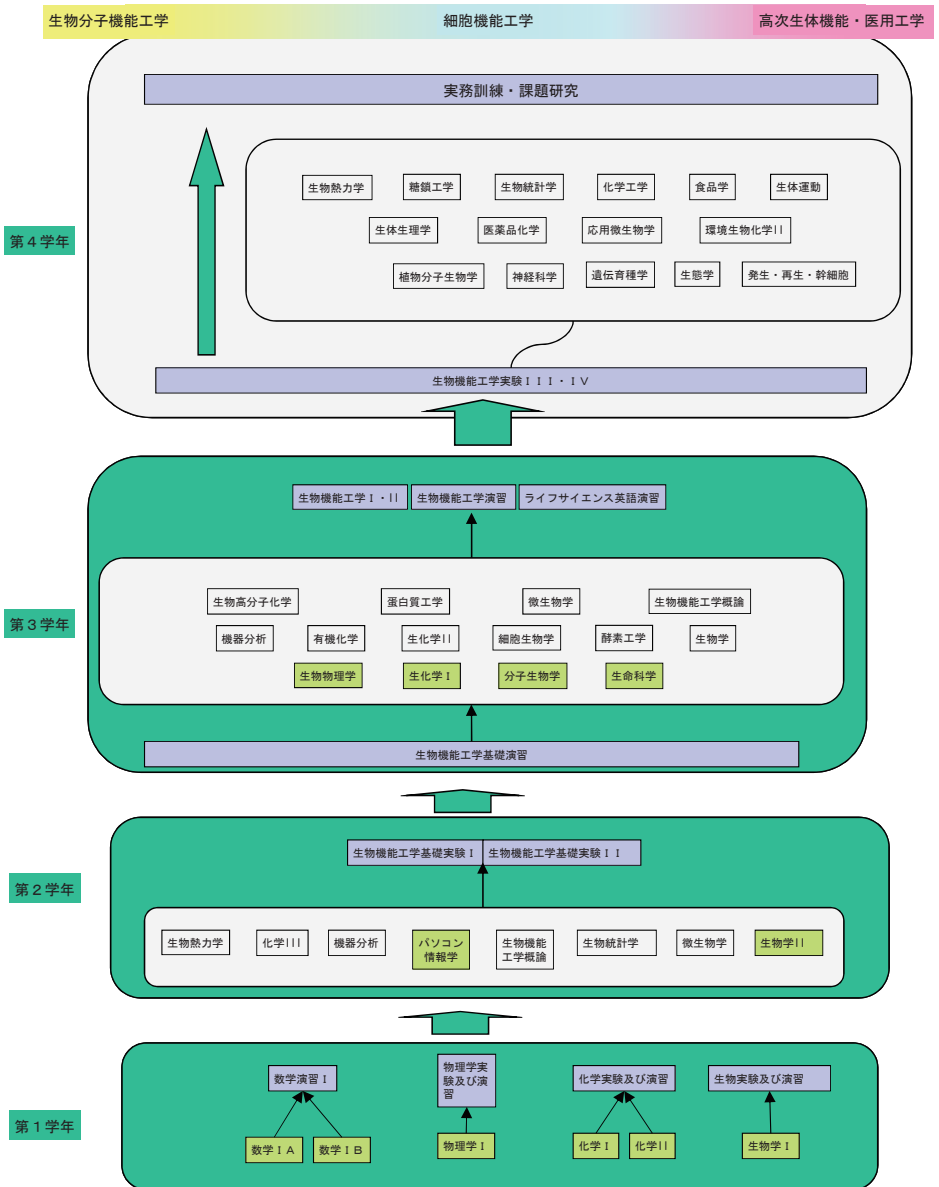 生物分子機能工学
細胞機能工学
高次生体機能・医用工学
実務訓練・課題研究
第４学年
生物熱力学
糖鎖工学
生物統計学
化学工学
食品学
生体運動
生体生理学
医薬品化学
応用微生物学
環境生物化学II
植物分子生物学
神経科学
遺伝育種学
生態学
発生・再生・幹細胞
生物機能工学実験ＩＩＩ・ＩＶ
第３学年
生物機能工学Ｉ・II
生物機能工学演習
ライフサイエンス英語演習
生物高分子化学
蛋白質工学
微生物学
生物機能工学概論
機器分析
有機化学
生化学II
細胞生物学
酵素工学
生物学
生物物理学
生化学Ｉ
分子生物学
生命科学
生物機能工学基礎演習
第２学年
生物機能工学基礎実験Ｉ
生物機能工学基礎実験ＩＩ
生物熱力学
化学III
機器分析
パソコン
情報学
生物機能
工学概論
生物統計学
微生物学
生物学II
第１学年
数学演習Ｉ
物理学実
験及び演
習
化学実験及び演習
生物実験及び演習
数学ＩＡ
数学ＩＢ
物理学Ｉ
化学Ｉ
化学II
生物学Ｉ